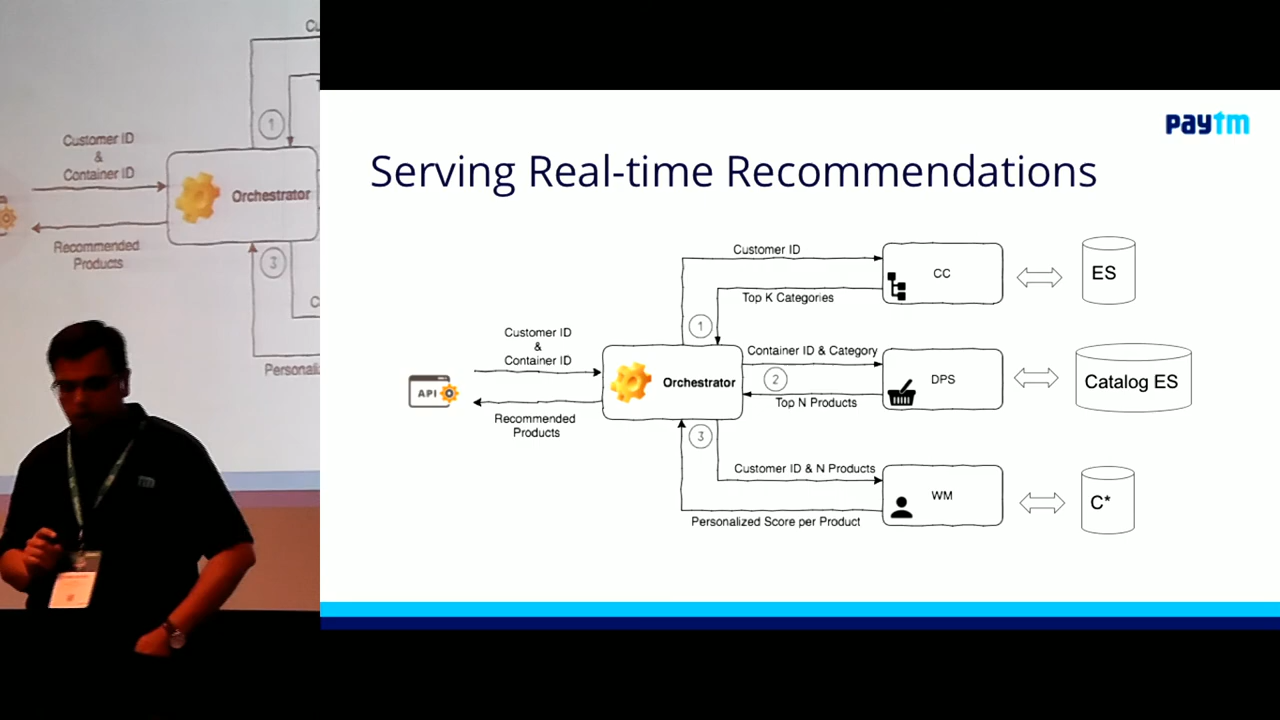 Cu
1
Customer ID
&
Container ID
Orchestrator
Recommended
Products
3
C
Personaliz
paytm
Serving Real-time Recommendations
Customer ID
CC
ES
Top K Categories
1
Customer ID
&
Container ID
Container ID & Category
API
Orchestrator
2
DPS
Catalog ES
Top N Products
Recommended
Products
3
Customer ID & N Products
WM
C*
Personalized Score per Product